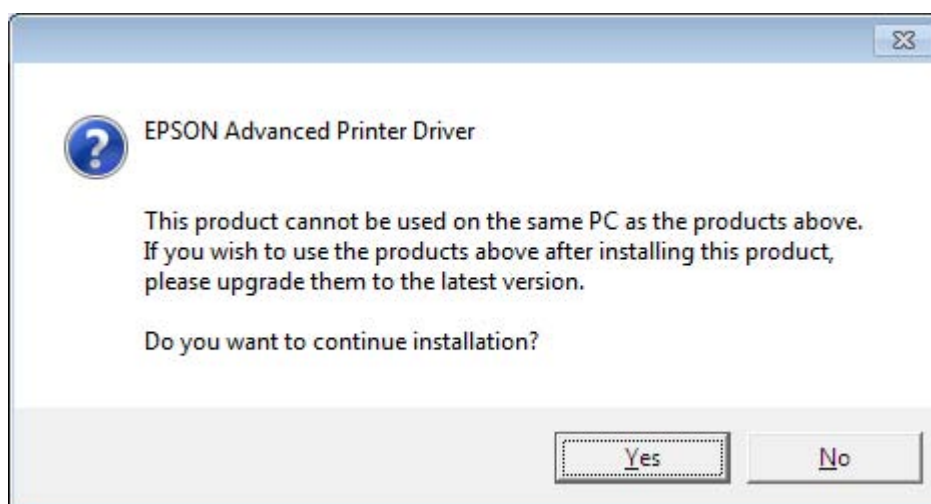 EPSON Advanced Printer Driver
This product cannot be used on the same PC as the products above.
If you wish to use the products above after installing this product,
please upgrade them to the latest version.
Do you want to continue installation?
Yes
No